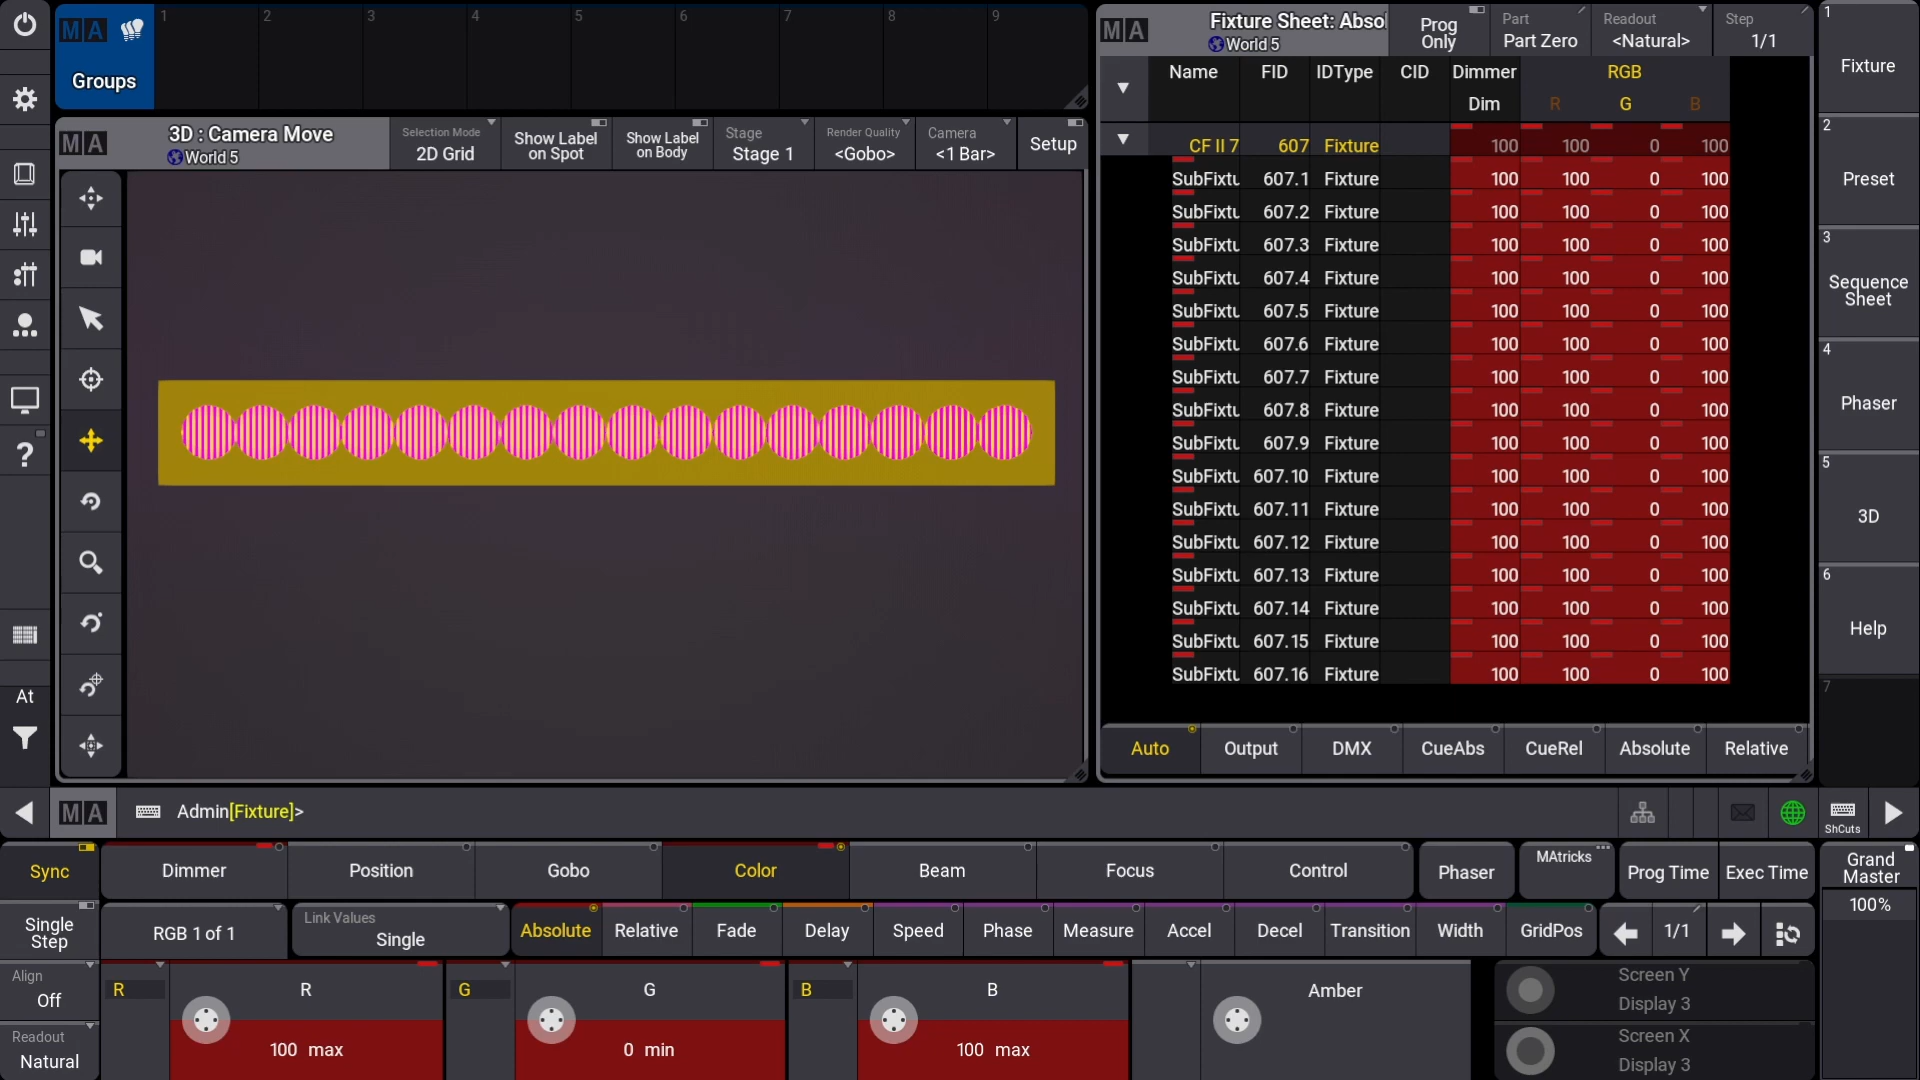 MA
Groups
1 2 3 4 5 6 7 8 9
MA
3D : Camera Move
World 5
Selection Mode
2D Grid
Show Label
on Spot
Show Label
on Body
Stage
Stage 1
Render Quality
<Gobo>
Camera
<1 Bar>
Setup
MA
Fixture Sheet: Abso
World 5
Prog
Only
Part
Part Zero
Readout
<Natural>
Step
1/1
Name FID IDType CID Dimmer RGB
Dim R G B
CF II 7 607 Fixture 100 100 0 100
SubFixtu 607.1 Fixture 100 100 0 100
SubFixtu 607.2 Fixture 100 100 0 100
SubFixtu 607.3 Fixture 100 100 0 100
SubFixtu 607.4 Fixture 100 100 0 100
SubFixtu 607.5 Fixture 100 100 0 100
SubFixtu 607.6 Fixture 100 100 0 100
SubFixtu 607.7 Fixture 100 100 0 100
SubFixtu 607.8 Fixture 100 100 0 100
SubFixtu 607.9 Fixture 100 100 0 100
SubFixtu 607.10 Fixture 100 100 0 100
SubFixtu 607.11 Fixture 100 100 0 100
SubFixtu 607.12 Fixture 100 100 0 100
SubFixtu 607.13 Fixture 100 100 0 100
SubFixtu 607.14 Fixture 100 100 0 100
SubFixtu 607.15 Fixture 100 100 0 100
SubFixtu 607.16 Fixture 100 100 0 100
Auto Output DMX CueAbs CueRel Absolute Relative
1
Fixture
2
Preset
3
Sequence
Sheet
4
Phaser
5
3D
6
Help
7
?
At
MA Admin[Fixture]>
ShCuts
Sync Dimmer Position Gobo Color Beam Focus Control Phaser MAtricks Prog Time Exec Time
Grand
Master
100%
Single
Step
RGB 1 of 1
Link Values
Single
Absolute Relative Fade Delay Speed Phase Measure Accel Decel Transition Width GridPos 1/1
Align
Off
Readout
Natural
R R
100 max
G G
0 min
B B
100 max
Amber
Screen Y
Display 3
Screen X
Display 3